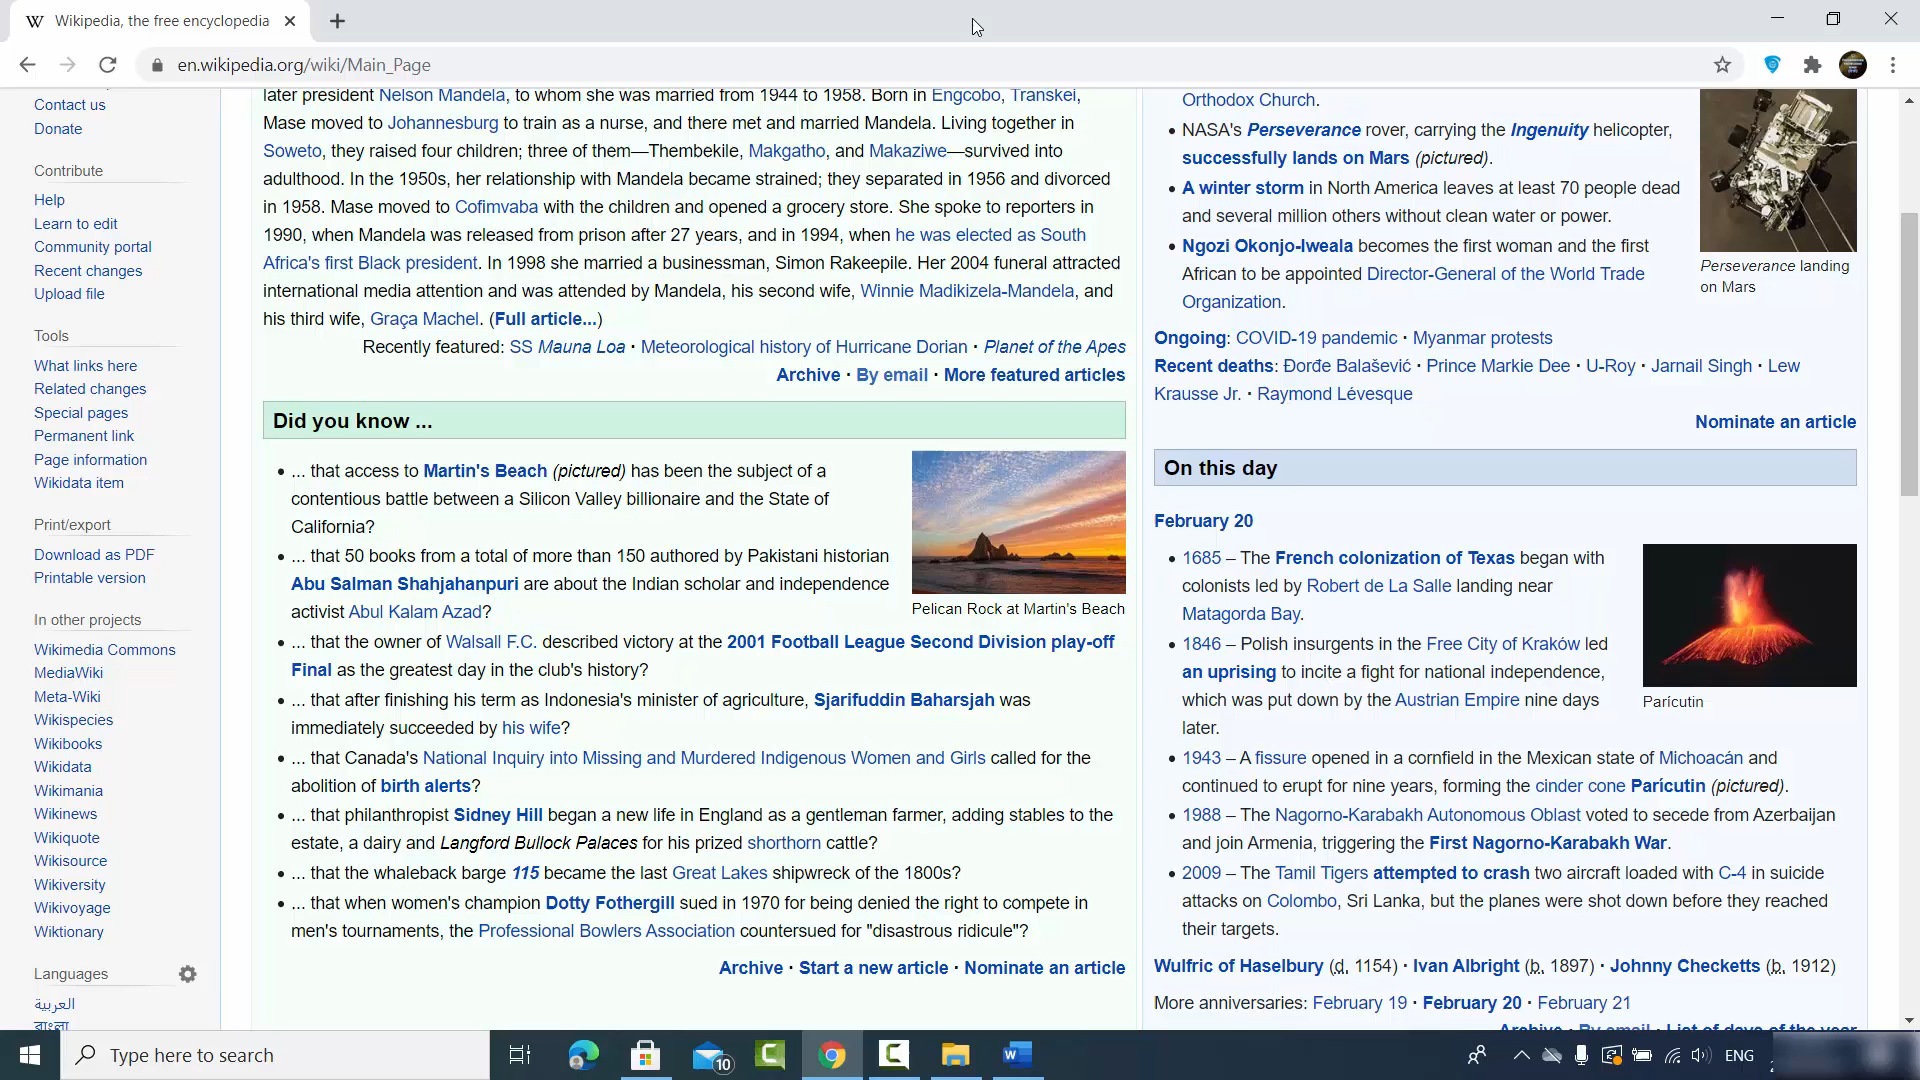 Wikipedia, the free encyclopedia
en.wikipedia.org/wiki/Main_Page
Contact us
Donate
Contribute
Help
Learn to edit
Community portal
Recent changes
Upload file
Tools
What links here
Related changes
Special pages
Permanent link
Page information
Wikidata item
Print/export
Download as PDF
Printable version
In other projects
Wikimedia Commons
MediaWiki
Meta-Wiki
Wikispecies
Wikibooks
Wikidata
Wikimania
Wikinews
Wikiquote
Wikisource
Wikiversity
Wikivoyage
Wiktionary
Languages
العربية
বাংলা
later president Nelson Mandela, to whom she was married from 1944 to 1958. Born in Engcobo, Transkei,
Mase moved to Johannesburg to train as a nurse, and there met and married Mandela. Living together in
Soweto, they raised four children; three of them—Thembekile, Makgatho, and Makaziwe—survived into
adulthood. In the 1950s, her relationship with Mandela became strained; they separated in 1956 and divorced
in 1958. Mase moved to Cofimvaba with the children and opened a grocery store. She spoke to reporters in
1990, when Mandela was released from prison after 27 years, and in 1994, when he was elected as South
Africa's first Black president. In 1998 she married a businessman, Simon Rakeepile. Her 2004 funeral attracted
international media attention and was attended by Mandela, his second wife, Winnie Madikizela-Mandela, and
his third wife, Graça Machel. (Full article...)
Recently featured: SS Mauna Loa · Meteorological history of Hurricane Dorian · Planet of the Apes
Archive · By email · More featured articles
Did you know ...
... that access to Martin's Beach (pictured) has been the subject of a
contentious battle between a Silicon Valley billionaire and the State of
California?
... that 50 books from a total of more than 150 authored by Pakistani historian
Abu Salman Shahjahanpuri are about the Indian scholar and independence
activist Abul Kalam Azad?
Pelican Rock at Martin's Beach
... that the owner of Walsall F.C. described victory at the 2001 Football League Second Division play-off
Final as the greatest day in the club's history?
... that after finishing his term as Indonesia's minister of agriculture, Sjarifuddin Baharsjah was
immediately succeeded by his wife?
... that Canada's National Inquiry into Missing and Murdered Indigenous Women and Girls called for the
abolition of birth alerts?
... that philanthropist Sidney Hill began a new life in England as a gentleman farmer, adding stables to the
estate, a dairy and Langford Bullock Palaces for his prized shorthorn cattle?
... that the whaleback barge 115 became the last Great Lakes shipwreck of the 1800s?
... that when women's champion Dotty Fothergill sued in 1970 for being denied the right to compete in
men's tournaments, the Professional Bowlers Association countersued for "disastrous ridicule"?
Archive · Start a new article · Nominate an article
Orthodox Church.
NASA's Perseverance rover, carrying the Ingenuity helicopter,
successfully lands on Mars (pictured).
A winter storm in North America leaves at least 70 people dead
and several million others without clean water or power.
Ngozi Okonjo-Iweala becomes the first woman and the first
African to be appointed Director-General of the World Trade
Organization.
Perseverance landing
on Mars
Ongoing: COVID-19 pandemic · Myanmar protests
Recent deaths: Đorđe Balašević · Prince Markie Dee · U-Roy · Jarnail Singh · Lew
Krausse Jr. · Raymond Lévesque
Nominate an article
On this day
February 20
1685 – The French colonization of Texas began with
colonists led by Robert de La Salle landing near
Matagorda Bay.
1846 – Polish insurgents in the Free City of Kraków led
an uprising to incite a fight for national independence,
which was put down by the Austrian Empire nine days
later.
Parícutin
1943 – A fissure opened in a cornfield in the Mexican state of Michoacán and
continued to erupt for nine years, forming the cinder cone Parícutin (pictured).
1988 – The Nagorno-Karabakh Autonomous Oblast voted to secede from Azerbaijan
and join Armenia, triggering the First Nagorno-Karabakh War.
2009 – The Tamil Tigers attempted to crash two aircraft loaded with C-4 in suicide
attacks on Colombo, Sri Lanka, but the planes were shot down before they reached
their targets.
Wulfric of Haselbury (d. 1154) · Ivan Albright (b. 1897) · Johnny Checketts (b. 1912)
More anniversaries: February 19 · February 20 · February 21
Archive · By email · List of days of the year
Type here to search
10
ENG